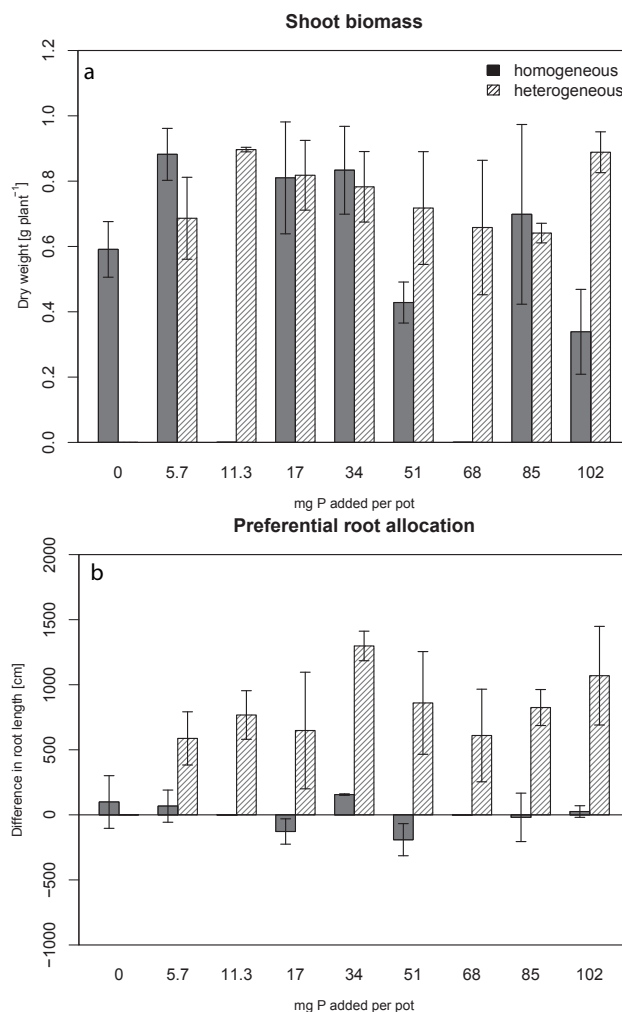 Shoot biomass
a
homogeneous
heterogeneous
1.2
1.0
0.8
0.6
0.4
0.2
0.0
Dry weight [g plant⁻¹]
0 5.7 11.3 17 34 51 68 85 102
mg P added per pot
Preferential root allocation
b
2000
1500
1000
500
0
−500
−1000
Difference in root length [cm]
0 5.7 11.3 17 34 51 68 85 102
mg P added per pot